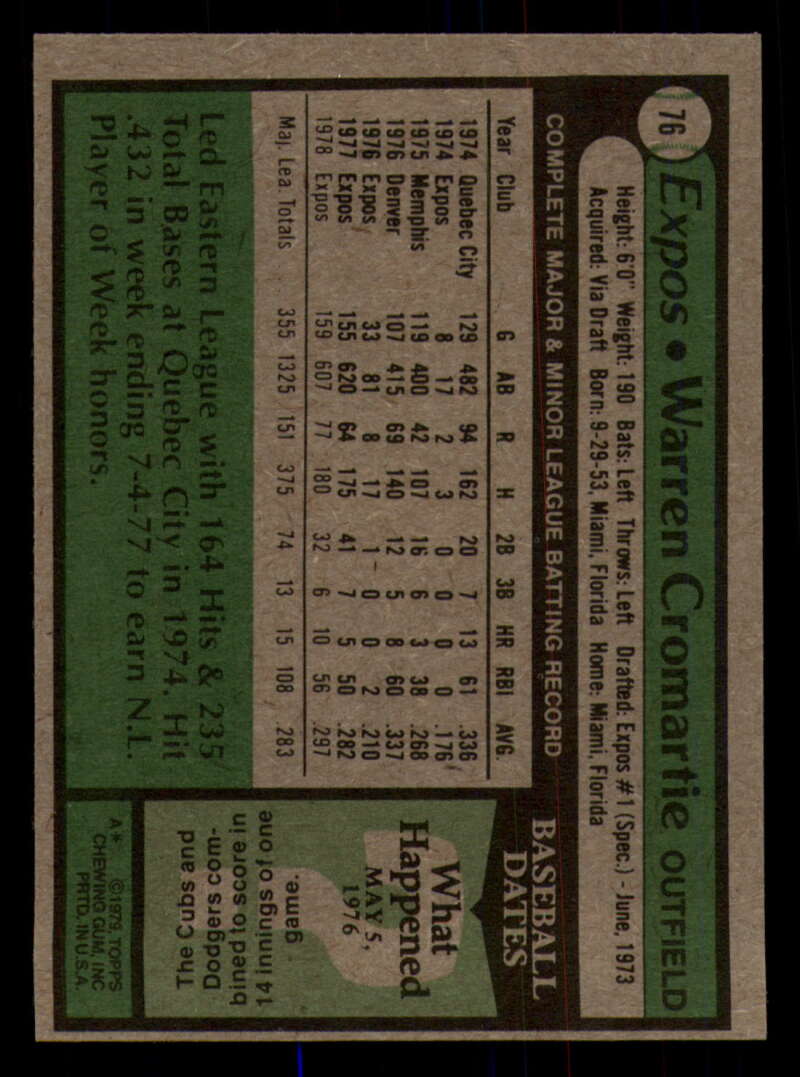 76
Expos • Warren Cromartie OUTFIELD
Height: 6'0" Weight: 190 Bats: Left Throws: Left Drafted: Expos #1 (Spec.) - June, 1973
Acquired: Via Draft Born: 9-29-53, Miami, Florida Home: Miami, Florida
COMPLETE MAJOR & MINOR LEAGUE BATTING RECORD
Year Club G AB R H 2B 3B HR RBI AVG.
1974 Quebec City 129 482 94 162 20 7 13 61 .336
1974 Expos 8 17 2 3 0 0 0 0 .176
1975 Memphis 119 400 42 107 16 6 3 38 .268
1976 Denver 107 415 69 140 12 5 8 60 .337
1976 Expos 33 81 8 17 1 0 0 2 .210
1977 Expos 155 620 64 175 41 7 5 50 .282
1978 Expos 159 607 77 180 32 6 10 56 .297
Maj. Lea. Totals 355 1325 151 375 74 13 15 108 .283
Led Eastern League with 164 Hits & 235
Total Bases at Quebec City in 1974. Hit
.432 in week ending 7-4-77 to earn N.L.
Player of Week honors.
BASEBALL
DATES
What
Happened
MAY 5,
1976
The Cubs and
Dodgers com-
bined to score in
14 innings of one
game.
A* ©1979, TOPPS
CHEWING GUM, INC
PRTD. IN U.S.A.